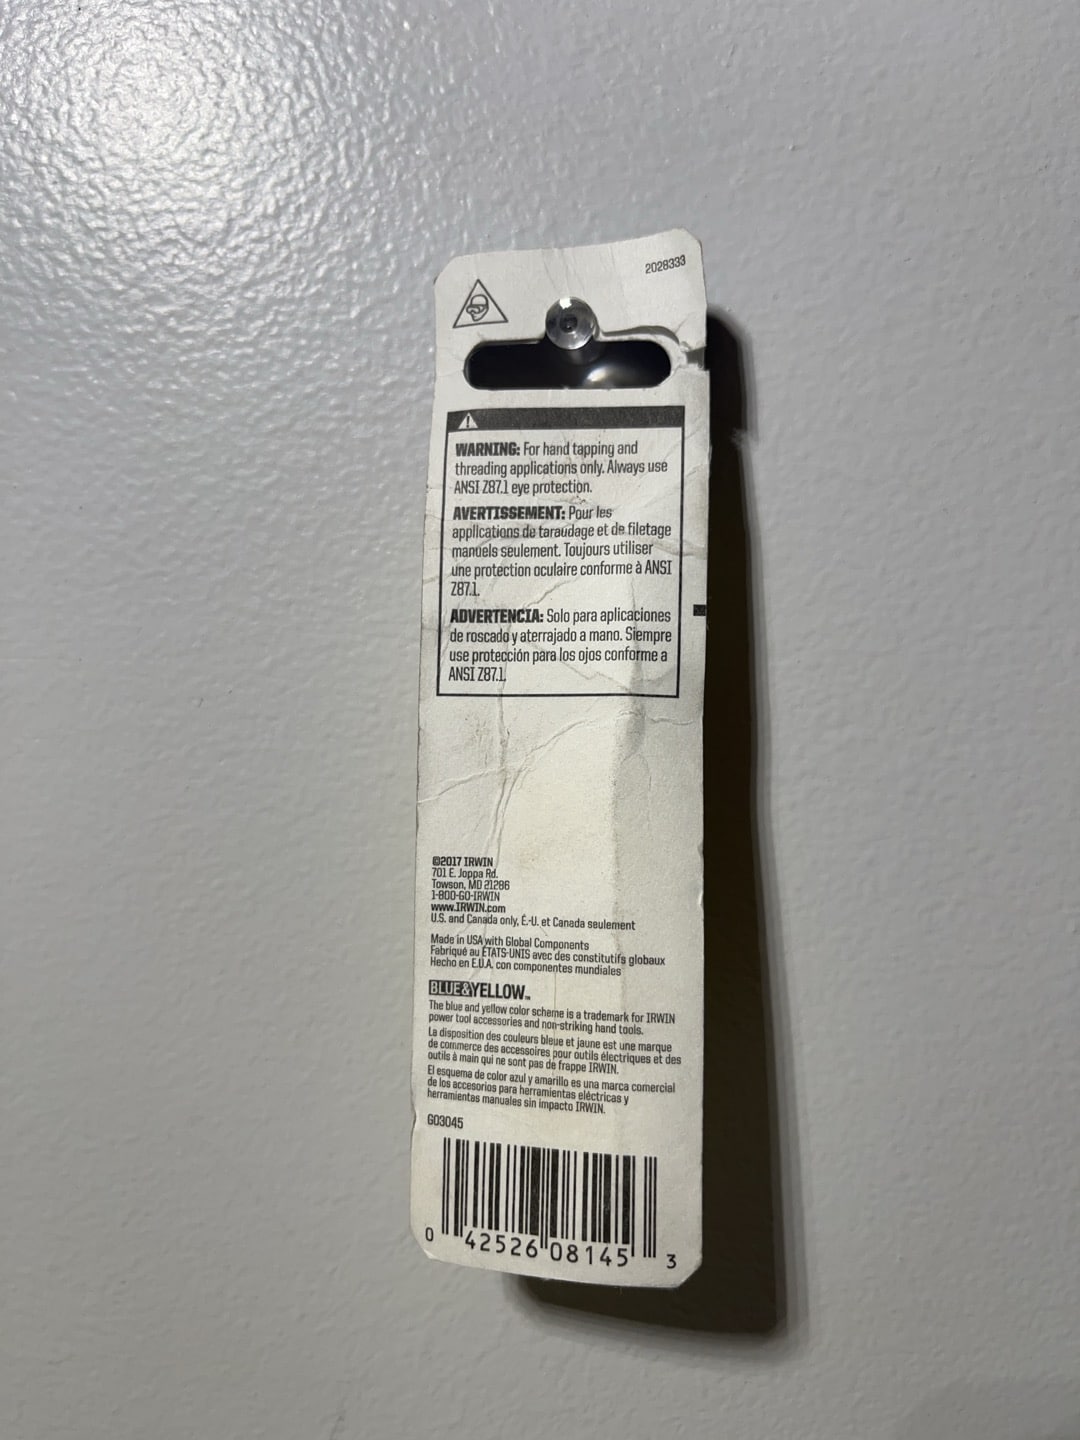 2028333
WARNING: For hand tapping and
threading applications only. Always use
ANSI Z87.1 eye protection.
AVERTISSEMENT: Pour les
applications de taraudage et de filetage
manuels seulement. Toujours utiliser
une protection oculaire conforme à ANSI
Z87.1.
ADVERTENCIA: Solo para aplicaciones
de roscado y aterrajado a mano. Siempre
use protección para los ojos conforme a
ANSI Z87.1.
©2017 IRWIN
701 E. Joppa Rd.
Towson, MD 21286
1-800-GO-IRWIN
www.IRWIN.com
U.S. and Canada only, É.-U. et Canada seulement
Made in USA with Global Components
Fabriqué au ÉTATS-UNIS avec des constitutifs globaux
Hecho en E.U.A. con componentes mundiales
BLUE&YELLOW™
The blue and yellow color scheme is a trademark for IRWIN
power tool accessories and non-striking hand tools.
La disposition des couleurs bleue et jaune est une marque
de commerce des accessoires pour outils électriques et des
outils à main qui ne sont pas de frappe IRWIN.
El esquema de color azul y amarillo es una marca comercial
de los accesorios para herramientas eléctricas y
herramientas manuales sin impacto IRWIN.
G03045
0 42526 08145 3